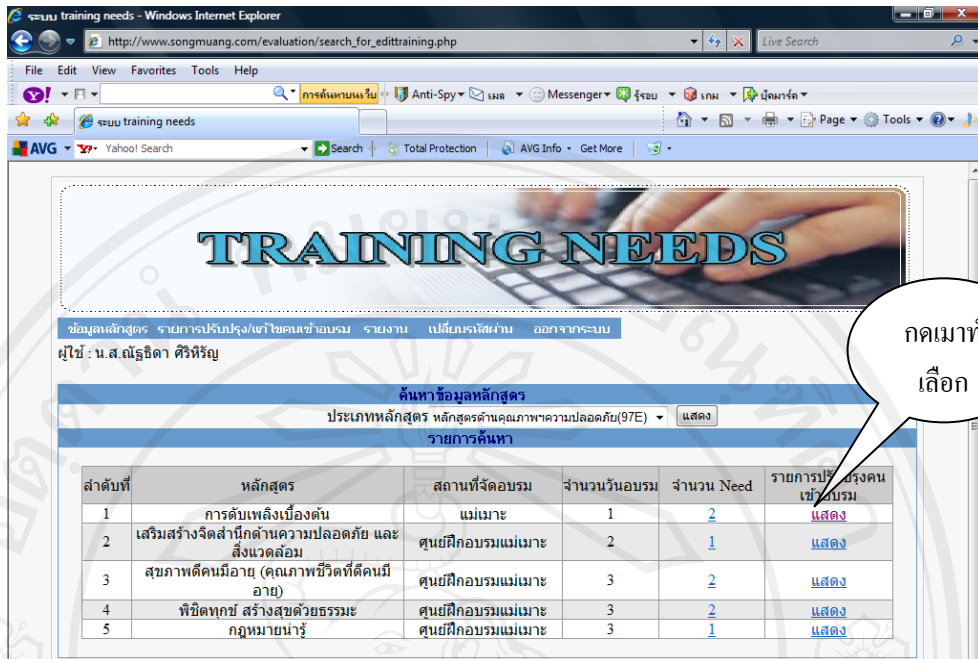 ระบบ training needs - Windows Internet Explorer
http://www.songmuang.com/evaluation/search_for_edittraining.php Live Search
File Edit View Favorites Tools Help
Y! การค้นหาบนเว็บ Anti-Spy เมล Messenger รู้รอบ เกม บุ๊คมาร์ค
ระบบ training needs Page Tools
AVG Y! Yahoo! Search Search Total Protection AVG Info Get More
TRAINING NEEDS
ข้อมูลหลักสูตร รายการปรับปรุง/แก้ไขคนเข้าอบรม รายงาน เปลี่ยนรหัสผ่าน ออกจากระบบ
ผู้ใช้ : น.ส.ณัฐธิดา ศิริหิรัญ
กดเมาท์
เลือก
ค้นหาข้อมูลหลักสูตร
ประเภทหลักสูตร หลักสูตรด้านคุณภาพฯความปลอดภัย(97E) แสดง
รายการค้นหา
ลำดับที่ หลักสูตร สถานที่จัดอบรม จำนวนวันอบรม จำนวน Need รายการปรับปรุงคน
เข้าอบรม
1 การดับเพลิงเบื้องต้น แม่เมาะ 1 2 แสดง
2 เสริมสร้างจิตสำนึกด้านความปลอดภัย และ
สิ่งแวดล้อม ศูนย์ฝึกอบรมแม่เมาะ 2 1 แสดง
3 สุขภาพดีคนมีอายุ (คุณภาพชีวิตที่ดีคนมี
อายุ) ศูนย์ฝึกอบรมแม่เมาะ 3 2 แสดง
4 พิชิตทุกข์ สร้างสุขด้วยธรรมะ ศูนย์ฝึกอบรมแม่เมาะ 3 2 แสดง
5 กฎหมายน่ารู้ ศูนย์ฝึกอบรมแม่เมาะ 3 1 แสดง